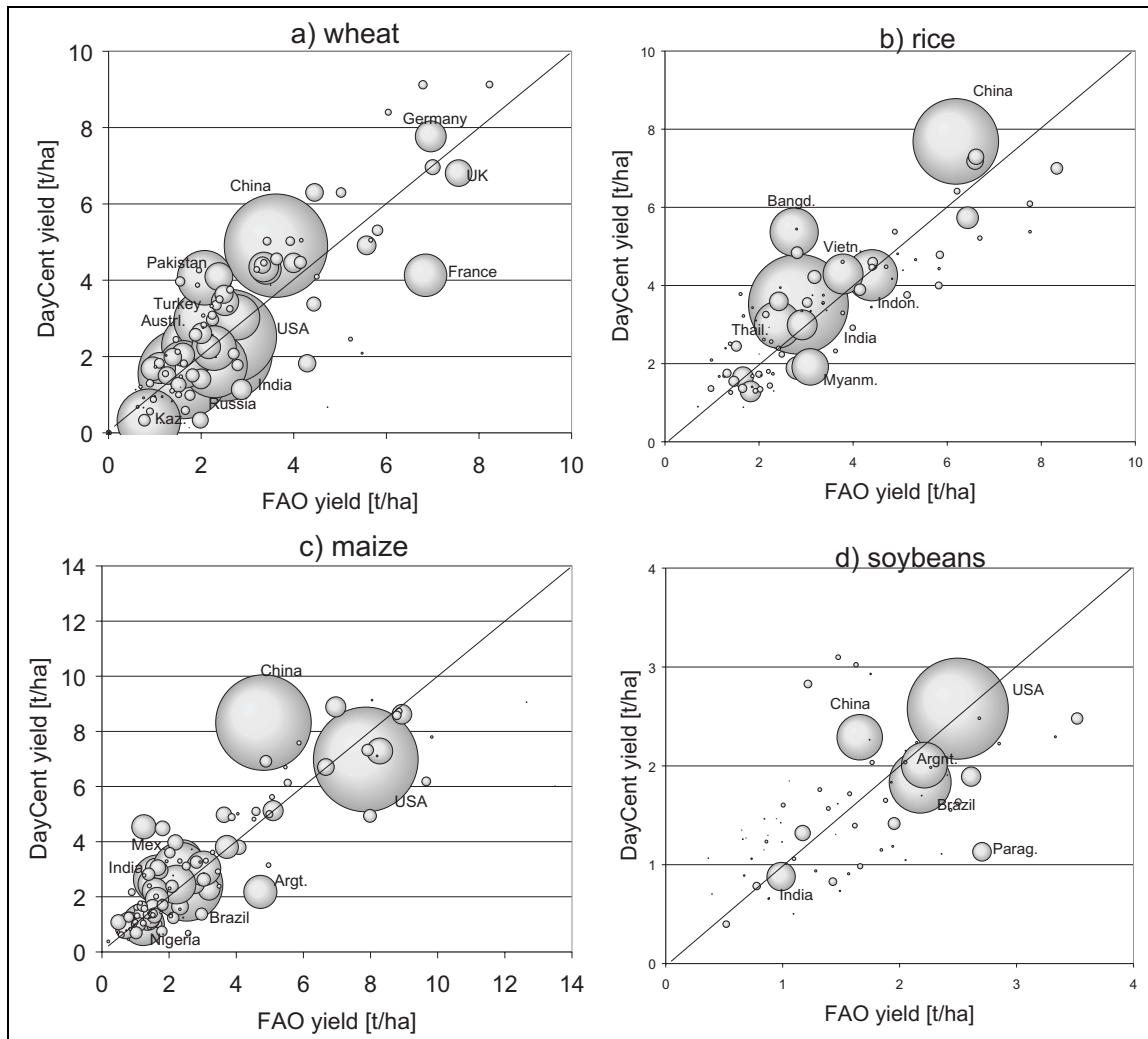 a) wheat
10
8
6
4
2
0
DayCent yield [t/ha]
Germany
UK
China
France
Pakistan
Turkey
Austrl.
USA
India
Russia
Kaz.
0 2 4 6 8 10
FAO yield [t/ha]
b) rice
10
8
6
4
2
0
DayCent yield [t/ha]
China
Bangd.
Vietn.
Indon.
Thail.
India
Myanm.
0 2 4 6 8 10
FAO yield [t/ha]
c) maize
14
12
10
8
6
4
2
0
DayCent yield [t/ha]
China
USA
Mex.
India
Argt.
Brazil
Nigeria
0 2 4 6 8 10 12 14
FAO yield [t/ha]
d) soybeans
4
3
2
1
0
DayCent yield [t/ha]
USA
China
Argnt.
Brazil
Parag.
India
0 1 2 3 4
FAO yield [t/ha]